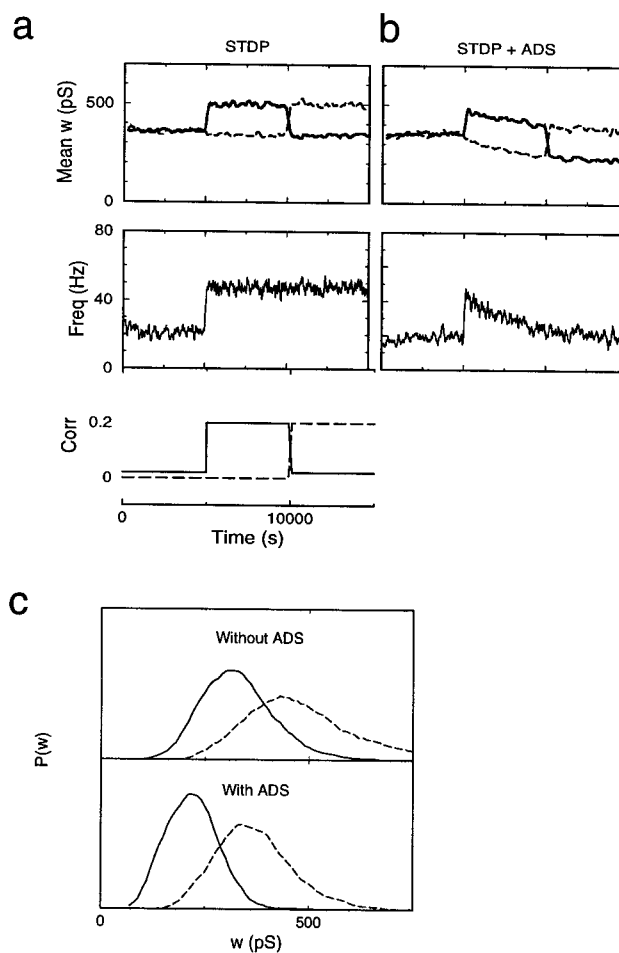 a
STDP
b
STDP + ADS
Mean w (pS)
500
0
Freq (Hz)
80
40
0
Corr
0.2
0
0
10000
Time (s)
c
Without ADS
P(w)
With ADS
0
500
w (pS)